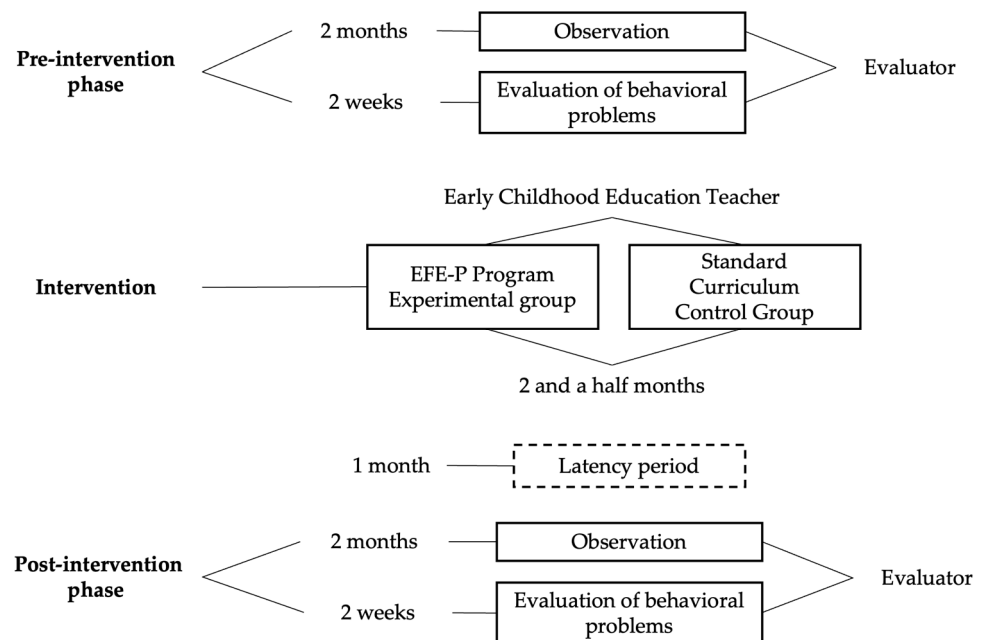 2 months
Observation
Pre-intervention
phase
Evaluator
2 weeks
Evaluation of behavioral
problems
Early Childhood Education Teacher
Intervention
EFE-P Program
Experimental group
Standard
Curriculum
Control Group
2 and a half months
1 month
Latency period
2 months
Observation
Post-intervention
phase
Evaluator
2 weeks
Evaluation of behavioral
problems